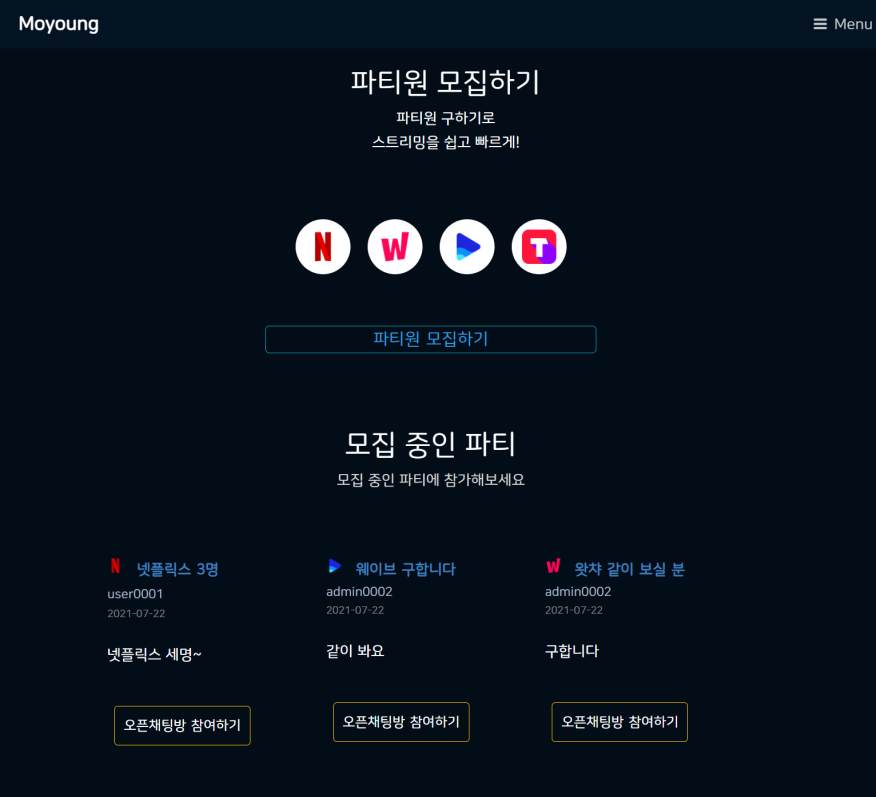 Moyoung
Menu
파티원 모집하기
파티원 구하기로
스트리밍을 쉽고 빠르게!
N W T
파티원 모집하기
모집 중인 파티
모집 중인 파티에 참가해보세요
N 넷플릭스 3명
user0001
2021-07-22
넷플릭스 세명~
오픈채팅방 참여하기
웨이브 구합니다
admin0002
2021-07-22
같이 봐요
오픈채팅방 참여하기
W 왓챠 같이 보실 분
admin0002
2021-07-22
구합니다
오픈채팅방 참여하기